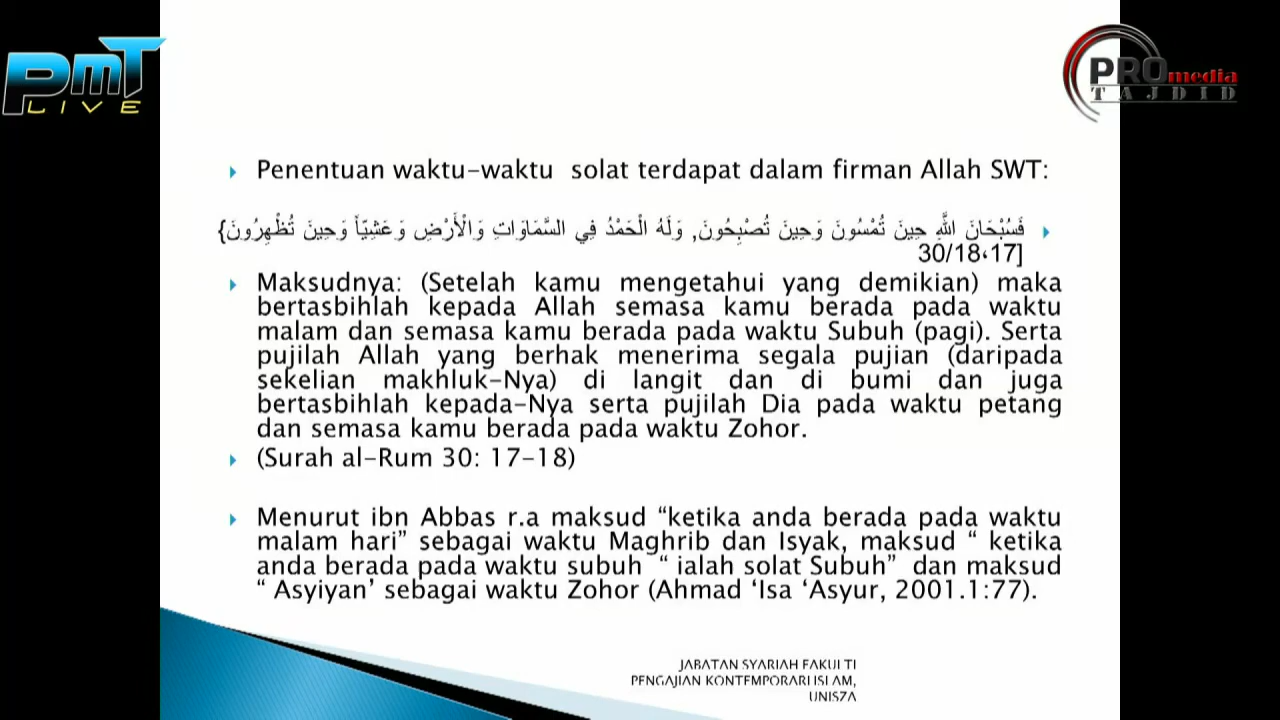 PMT
LIVE
PROmedia
TAJDID
Penentuan waktu-waktu solat terdapat dalam firman Allah SWT:
فَسُبْحَانَ اللَّهِ حِينَ تُمْسُونَ وَحِينَ تُصْبِحُونَ, وَلَهُ الْحَمْدُ فِي السَّمَاوَاتِ وَالْأَرْضِ وَعَشِيّاً وَحِينَ تُظْهِرُونَ}
30/18،17]
Maksudnya: (Setelah kamu mengetahui yang demikian) maka
bertasbihlah kepada Allah semasa kamu berada pada waktu
malam dan semasa kamu berada pada waktu Subuh (pagi). Serta
pujilah Allah yang berhak menerima segala pujian (daripada
sekelian makhluk-Nya) di langit dan di bumi dan juga
bertasbihlah kepada-Nya serta pujilah Dia pada waktu petang
dan semasa kamu berada pada waktu Zohor.
(Surah al-Rum 30: 17-18)
Menurut ibn Abbas r.a maksud “ketika anda berada pada waktu
malam hari” sebagai waktu Maghrib dan Isyak, maksud “ ketika
anda berada pada waktu subuh “ ialah solat Subuh” dan maksud
“ Asyiyan’ sebagai waktu Zohor (Ahmad ‘Isa ‘Asyur, 2001.1:77).
JABATAN SYARIAH FAKULTI
PENGAJIAN KONTEMPORARI ISLAM,
UNISZA